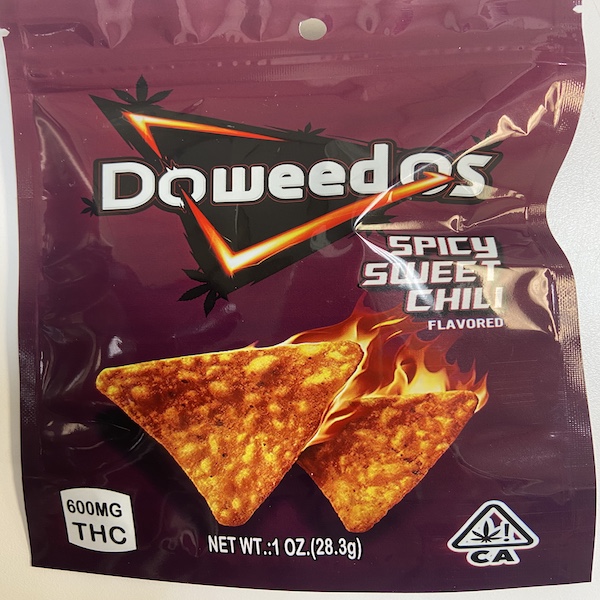 Doweedos
SPICY
SWEET
CHILI
FLAVORED
600MG
THC
NET WT.:1 OZ.(28.3g)
!
CA